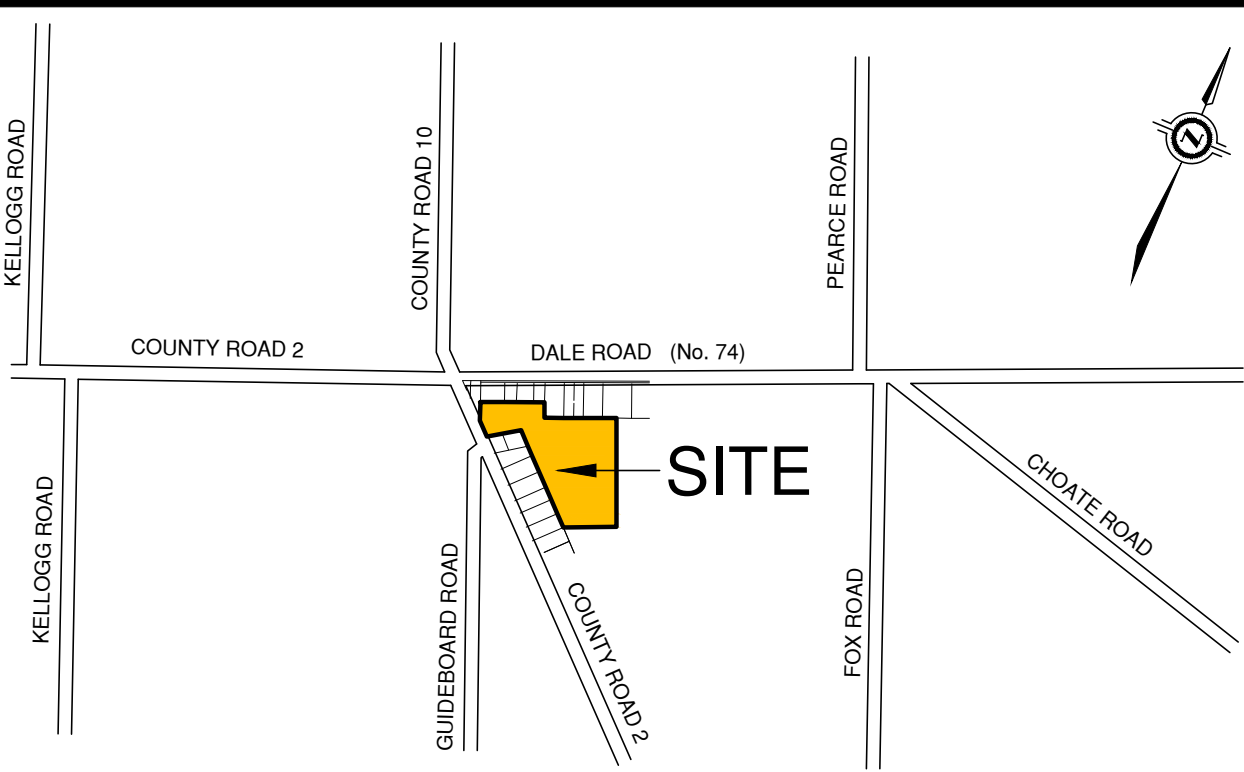 KELLOGG ROAD
COUNTY ROAD 10
PEARCE ROAD
N
COUNTY ROAD 2
DALE ROAD (No. 74)
SITE
CHOATE ROAD
KELLOGG ROAD
GUIDEBOARD ROAD
COUNTY ROAD 2
FOX ROAD